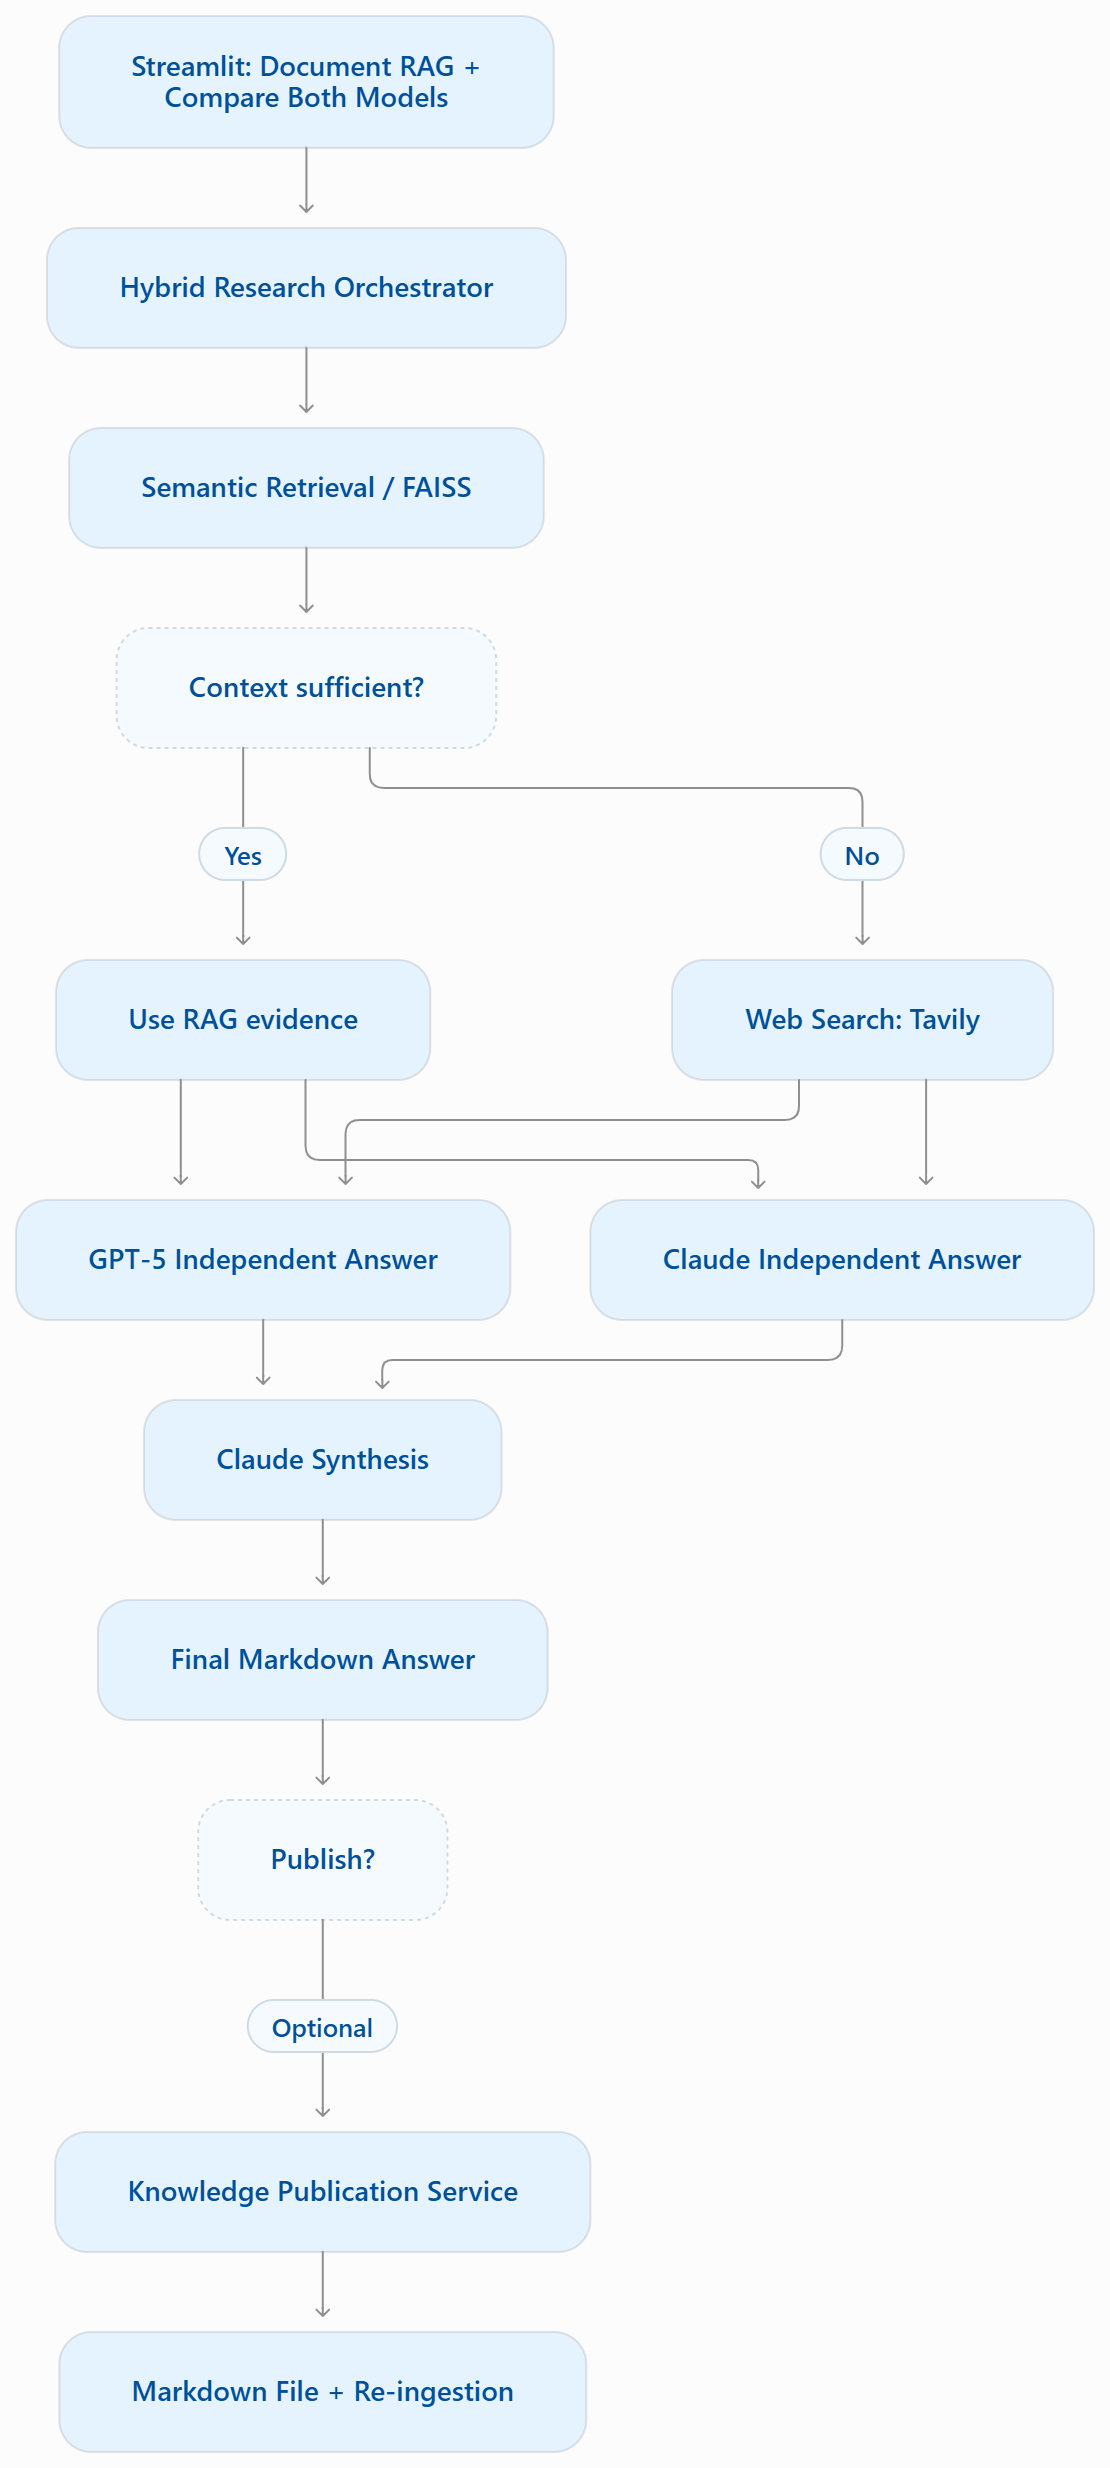 Streamlit: Document RAG +
Compare Both Models
Hybrid Research Orchestrator
Semantic Retrieval / FAISS
Context sufficient?
Yes
No
Use RAG evidence
Web Search: Tavily
GPT-5 Independent Answer
Claude Independent Answer
Claude Synthesis
Final Markdown Answer
Publish?
Optional
Knowledge Publication Service
Markdown File + Re-ingestion